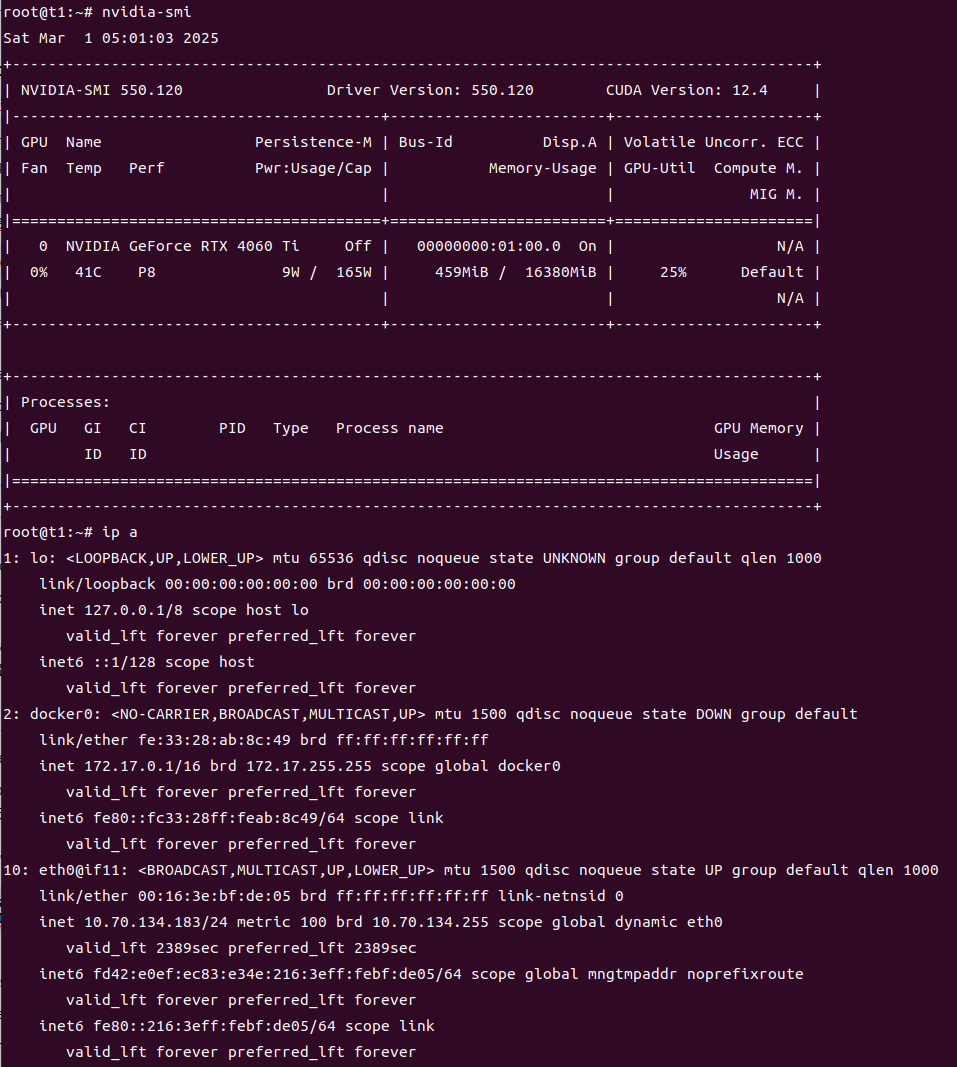 root@t1:~# nvidia-smi
Sat Mar  1 05:01:03 2025
+-----------------------------------------------------------------------------------------+
| NVIDIA-SMI 550.120                Driver Version: 550.120        CUDA Version: 12.4     |
|-----------------------------------------+------------------------+----------------------+
| GPU  Name                 Persistence-M | Bus-Id          Disp.A | Volatile Uncorr. ECC |
| Fan  Temp   Perf          Pwr:Usage/Cap |           Memory-Usage | GPU-Util  Compute M. |
|                                         |                        |               MIG M. |
|=========================================+========================+======================|
|   0  NVIDIA GeForce RTX 4060 Ti     Off |   00000000:01:00.0  On |                  N/A |
|  0%   41C    P8               9W /  165W |     459MiB /  16380MiB |     25%      Default |
|                                         |                        |                  N/A |
+-----------------------------------------+------------------------+----------------------+

+-----------------------------------------------------------------------------------------+
| Processes:                                                                              |
|  GPU   GI   CI        PID   Type   Process name                              GPU Memory |
|        ID   ID                                                               Usage      |
|=========================================================================================|
+-----------------------------------------------------------------------------------------+
root@t1:~# ip a
1: lo: <LOOPBACK,UP,LOWER_UP> mtu 65536 qdisc noqueue state UNKNOWN group default qlen 1000
    link/loopback 00:00:00:00:00:00 brd 00:00:00:00:00:00
    inet 127.0.0.1/8 scope host lo
       valid_lft forever preferred_lft forever
    inet6 ::1/128 scope host
       valid_lft forever preferred_lft forever
2: docker0: <NO-CARRIER,BROADCAST,MULTICAST,UP> mtu 1500 qdisc noqueue state DOWN group default
    link/ether fe:33:28:ab:8c:49 brd ff:ff:ff:ff:ff:ff
    inet 172.17.0.1/16 brd 172.17.255.255 scope global docker0
       valid_lft forever preferred_lft forever
    inet6 fe80::fc33:28ff:feab:8c49/64 scope link
       valid_lft forever preferred_lft forever
10: eth0@if11: <BROADCAST,MULTICAST,UP,LOWER_UP> mtu 1500 qdisc noqueue state UP group default qlen 1000
    link/ether 00:16:3e:bf:de:05 brd ff:ff:ff:ff:ff:ff link-netnsid 0
    inet 10.70.134.183/24 metric 100 brd 10.70.134.255 scope global dynamic eth0
       valid_lft 2389sec preferred_lft 2389sec
    inet6 fd42:e0ef:ec83:e34e:216:3eff:febf:de05/64 scope global mngtmpaddr noprefixroute
       valid_lft forever preferred_lft forever
    inet6 fe80::216:3eff:febf:de05/64 scope link
       valid_lft forever preferred_lft forever